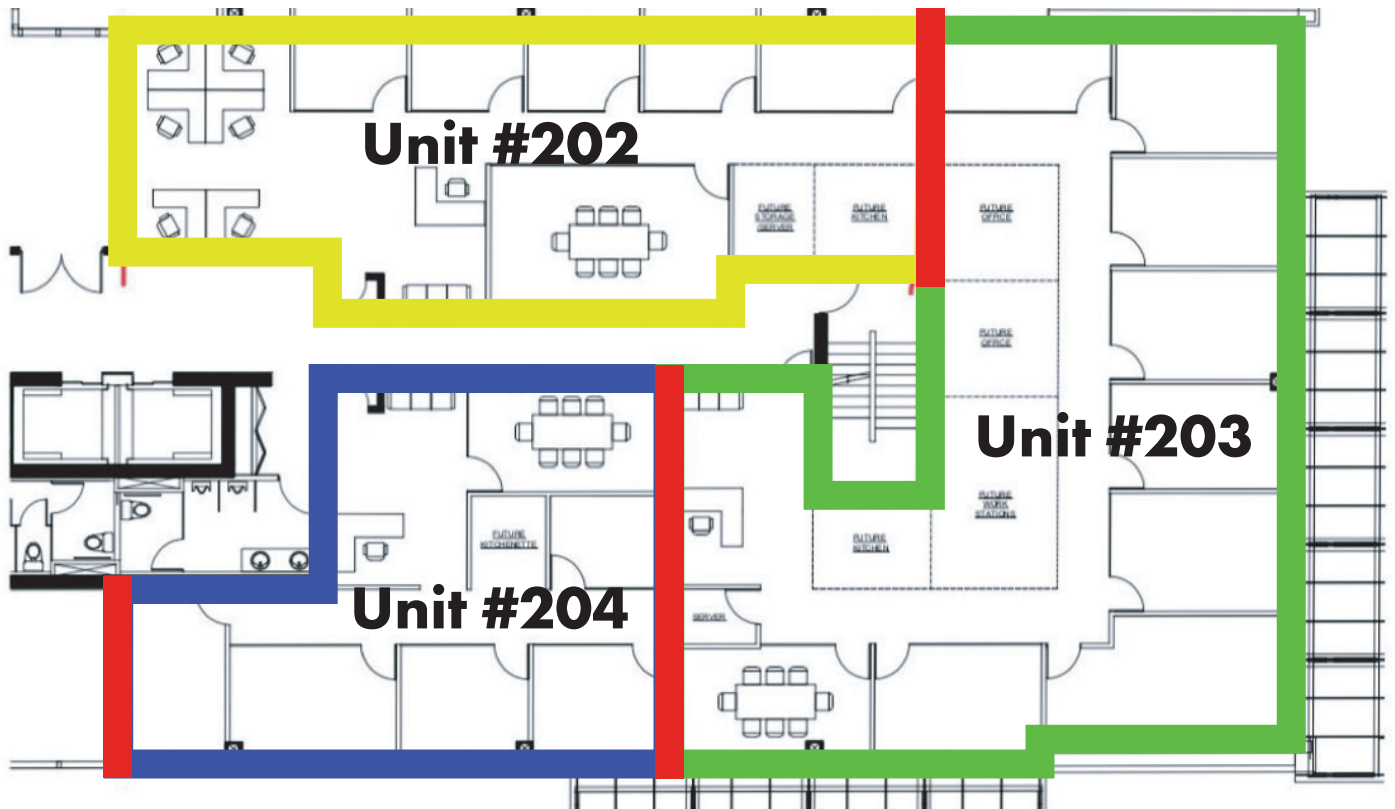 Unit #202
FUTURE
STORAGE
/SERVER
FUTURE
KITCHEN
FUTURE
OFFICE
FUTURE
OFFICE
Unit #203
FUTURE
WORK
STATIONS
FUTURE
KITCHEN
FUTURE
KITCHENETTE
Unit #204
SERVER